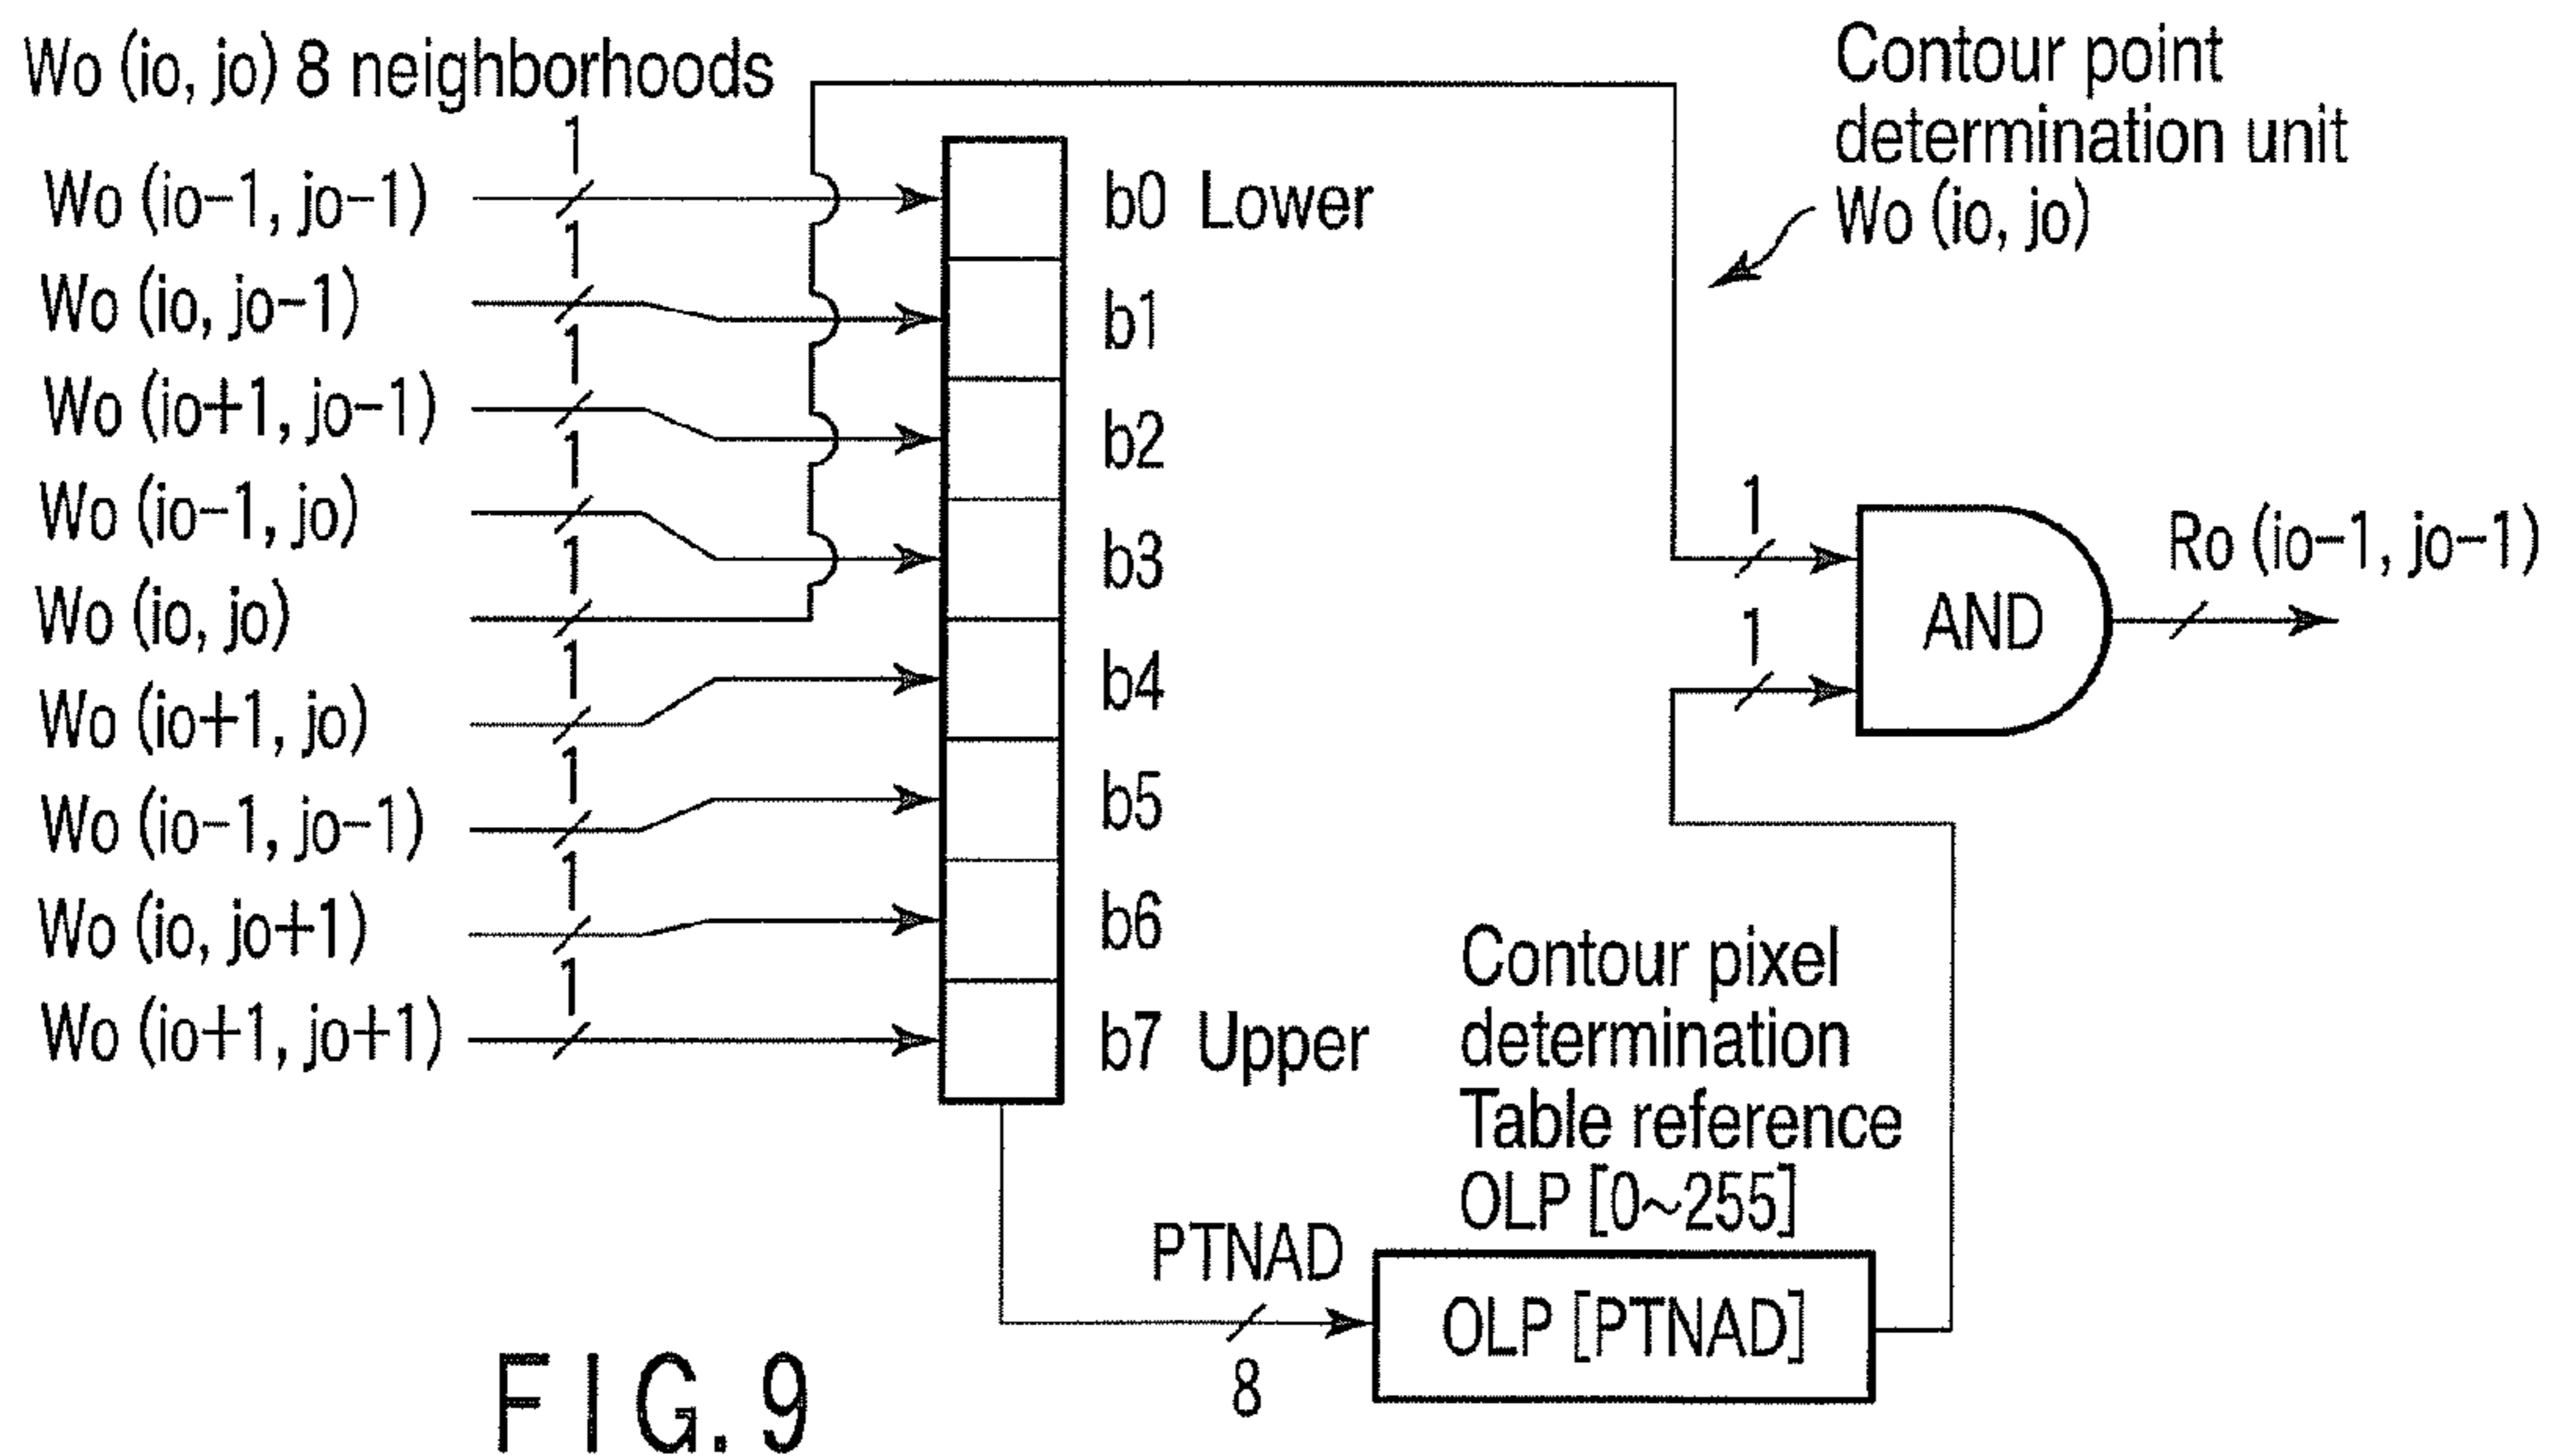 Wo (io, jo) 8 neighborhoods
Contour point
determination unit
Wo (io, jo)
1
Wo (io-1, jo-1)
b0 Lower
1
Wo (io, jo-1)
b1
1
Wo (io+1, jo-1)
b2
1
Wo (io-1, jo)
b3
1
Wo (io, jo)
1
Wo (io+1, jo)
b4
1
Wo (io-1, jo-1)
b5
1
Wo (io, jo+1)
b6
1
Wo (io+1, jo+1)
b7 Upper
1
1
AND
Ro (io-1, jo-1)
Contour pixel
determination
Table reference
OLP [0~255]
PTNAD
8
OLP [PTNAD]
FIG. 9